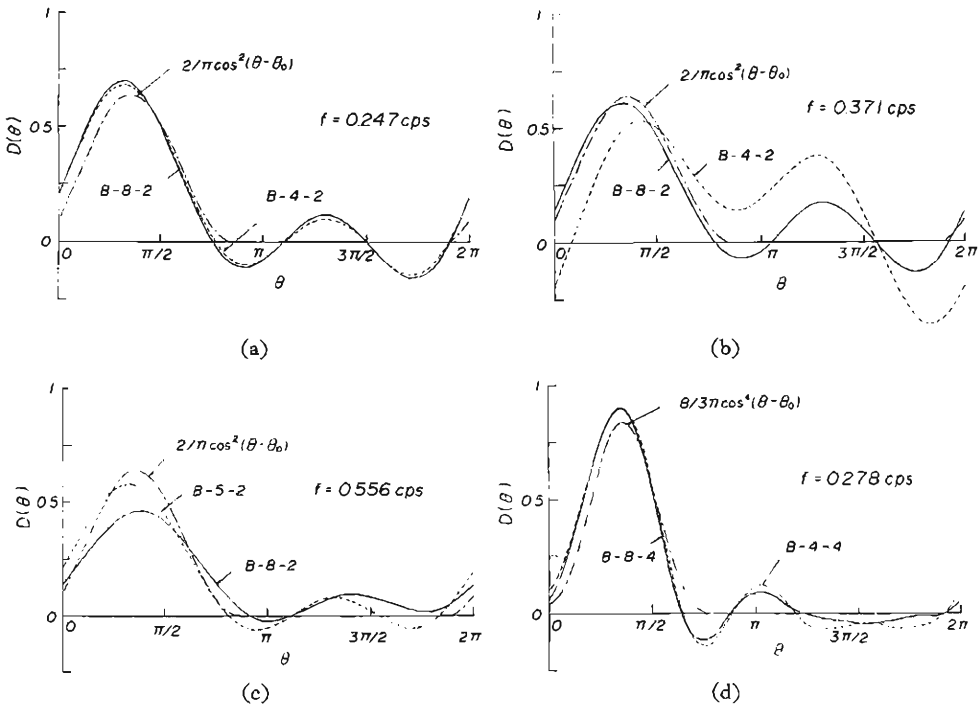 1
2/π cos²(θ-θ₀)
f = 0.247 cps
D(θ)
0.5
B-8-2
B-4-2
0
0
π/2
π
3π/2
2π
θ
(a)
1
2/π cos²(θ-θ₀)
f = 0.371 cps
D(θ)
0.5
B-4-2
B-8-2
0
0
π/2
π
3π/2
2π
θ
(b)
1
2/π cos²(θ-θ₀)
B-5-2
f = 0.556 cps
D(θ)
0.5
B-8-2
0
0
π/2
π
3π/2
2π
θ
(c)
1
8/3π cos⁴(θ-θ₀)
f = 0.278 cps
D(θ)
0.5
B-8-4
B-4-4
0
0
π/2
π
3π/2
2π
θ
(d)